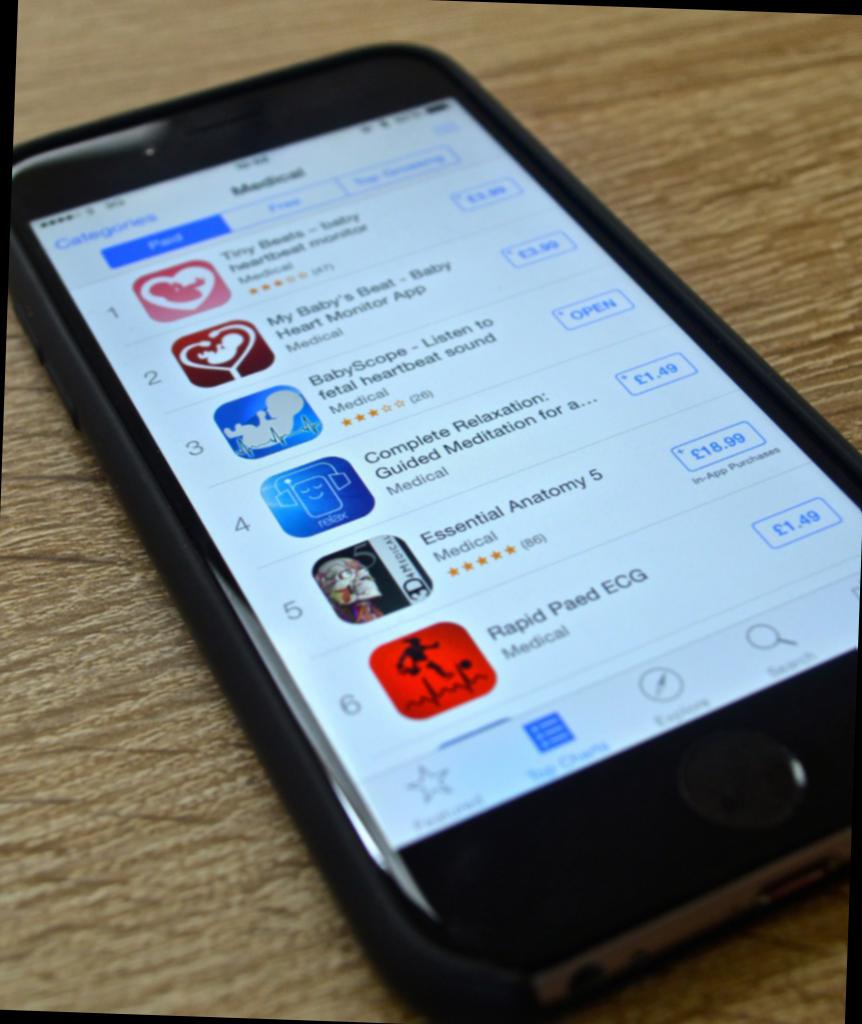 Medical
Categories
Paid
Free
Top Grossing
1
Tiny Beats – baby
heartbeat monitor
Medical
(47)
£3.99
2
My Baby's Beat - Baby
Heart Monitor App
Medical
£3.99
3
BabyScope - Listen to
fetal heartbeat sound
Medical
(26)
OPEN
4
relax
Complete Relaxation:
Guided Meditation for a...
Medical
£1.49
5
5
MEDICAL
Essential Anatomy 5
Medical
(86)
£18.99
In-App Purchases
6
Rapid Paed ECG
Medical
£1.49
Featured
Top Charts
Explore
Search